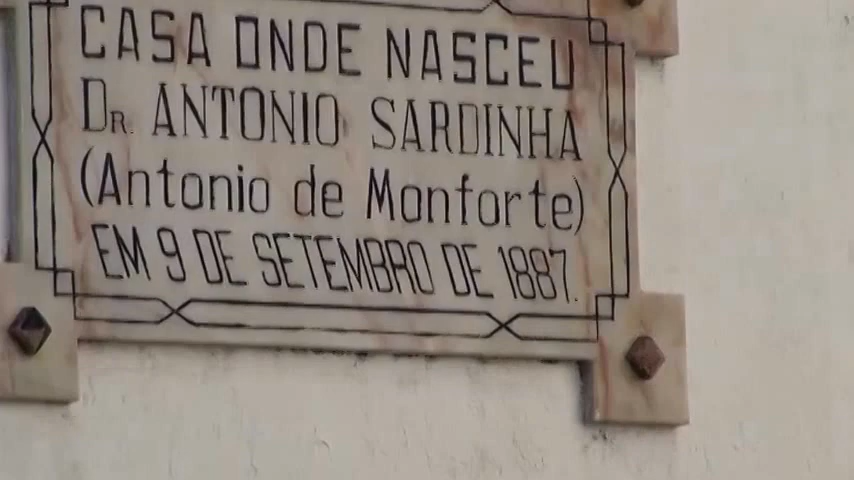 CASA ONDE NASCEU
DR. ANTONIO SARDINHA
(Antonio de Monforte)
EM 9 DE SETEMBRO DE 1887.